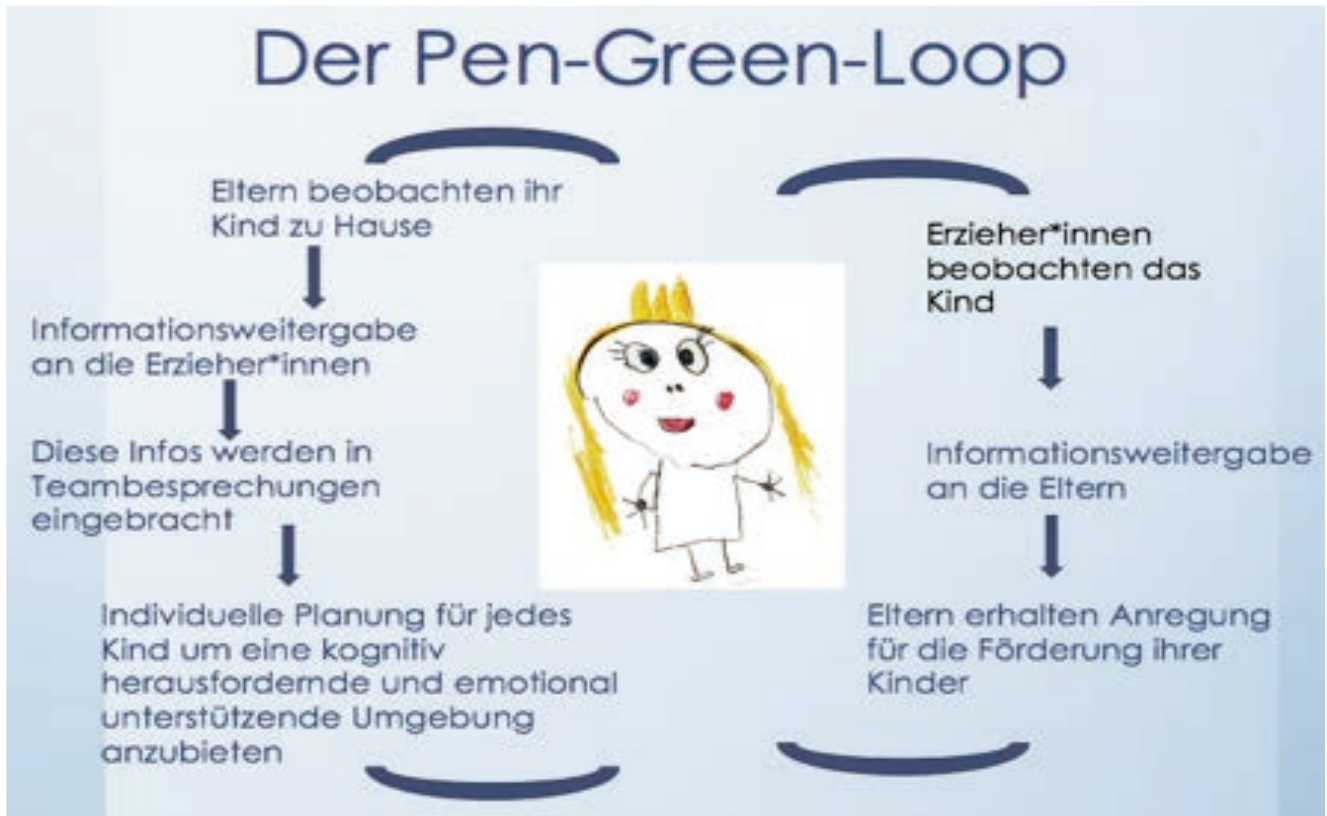 Der Pen-Green-Loop
Eltern beobachten ihr
Kind zu Hause
Informationsweitergabe
an die Erzieher*innen
Diese Infos werden in
Teambesprechungen
eingebracht
Individuelle Planung für jedes
Kind um eine kognitiv
herausfordernde und emotional
unterstützende Umgebung
anzubieten
Erzieher*innen
beobachten das
Kind
Informationsweitergabe
an die Eltern
Eltern erhalten Anregung
für die Förderung ihrer
Kinder